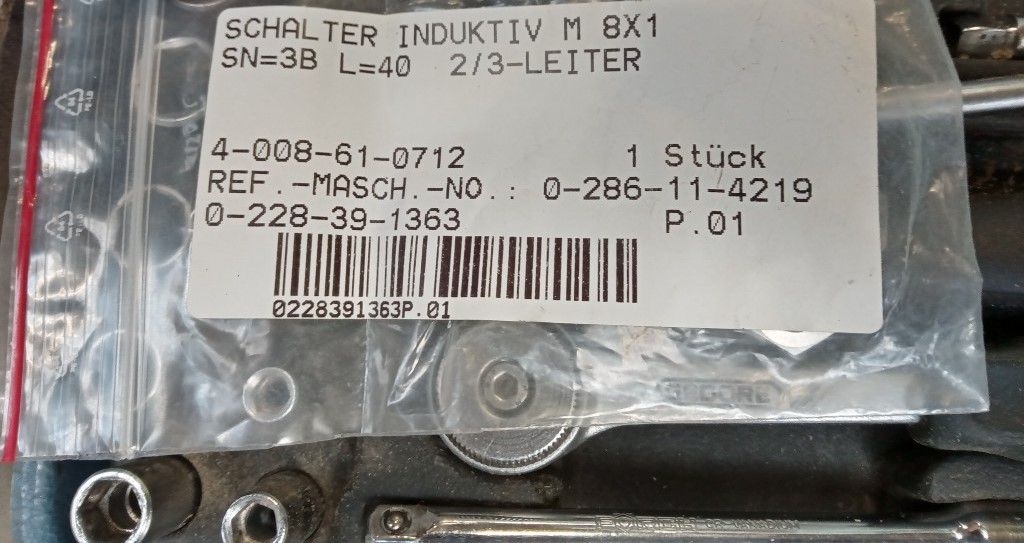 SCHALTER INDUKTIV M 8X1
SN=3B L=40 2/3-LEITER
4-008-61-0712 1 Stück
REF.-MASCH.-NO.: 0-286-11-4219
0-228-39-1363 P.01
0228391363P.01